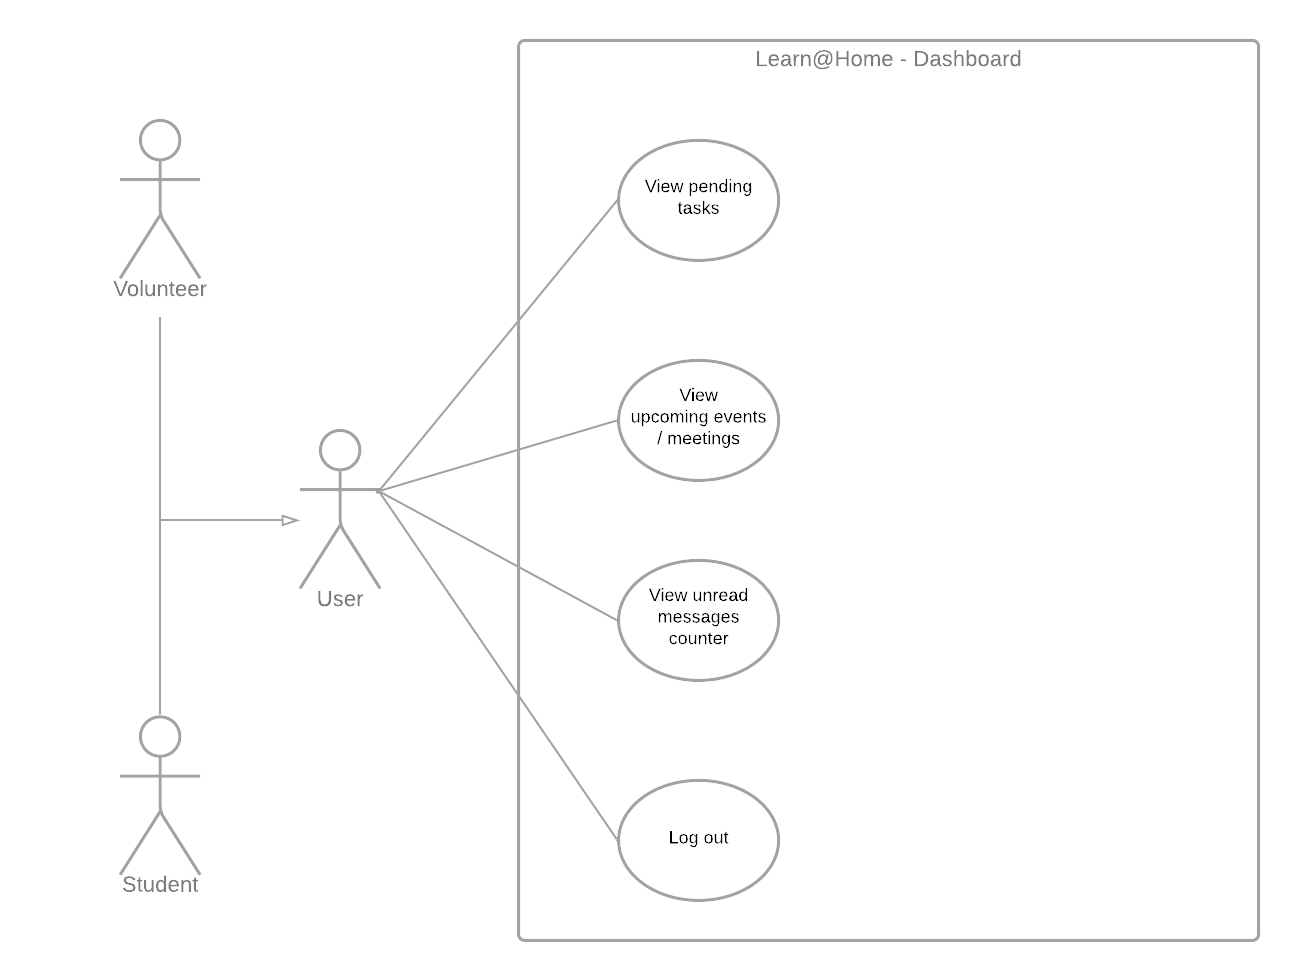 Learn@Home - Dashboard
Volunteer
User
Student
View pending
tasks
View
upcoming events
/ meetings
View unread
messages
counter
Log out